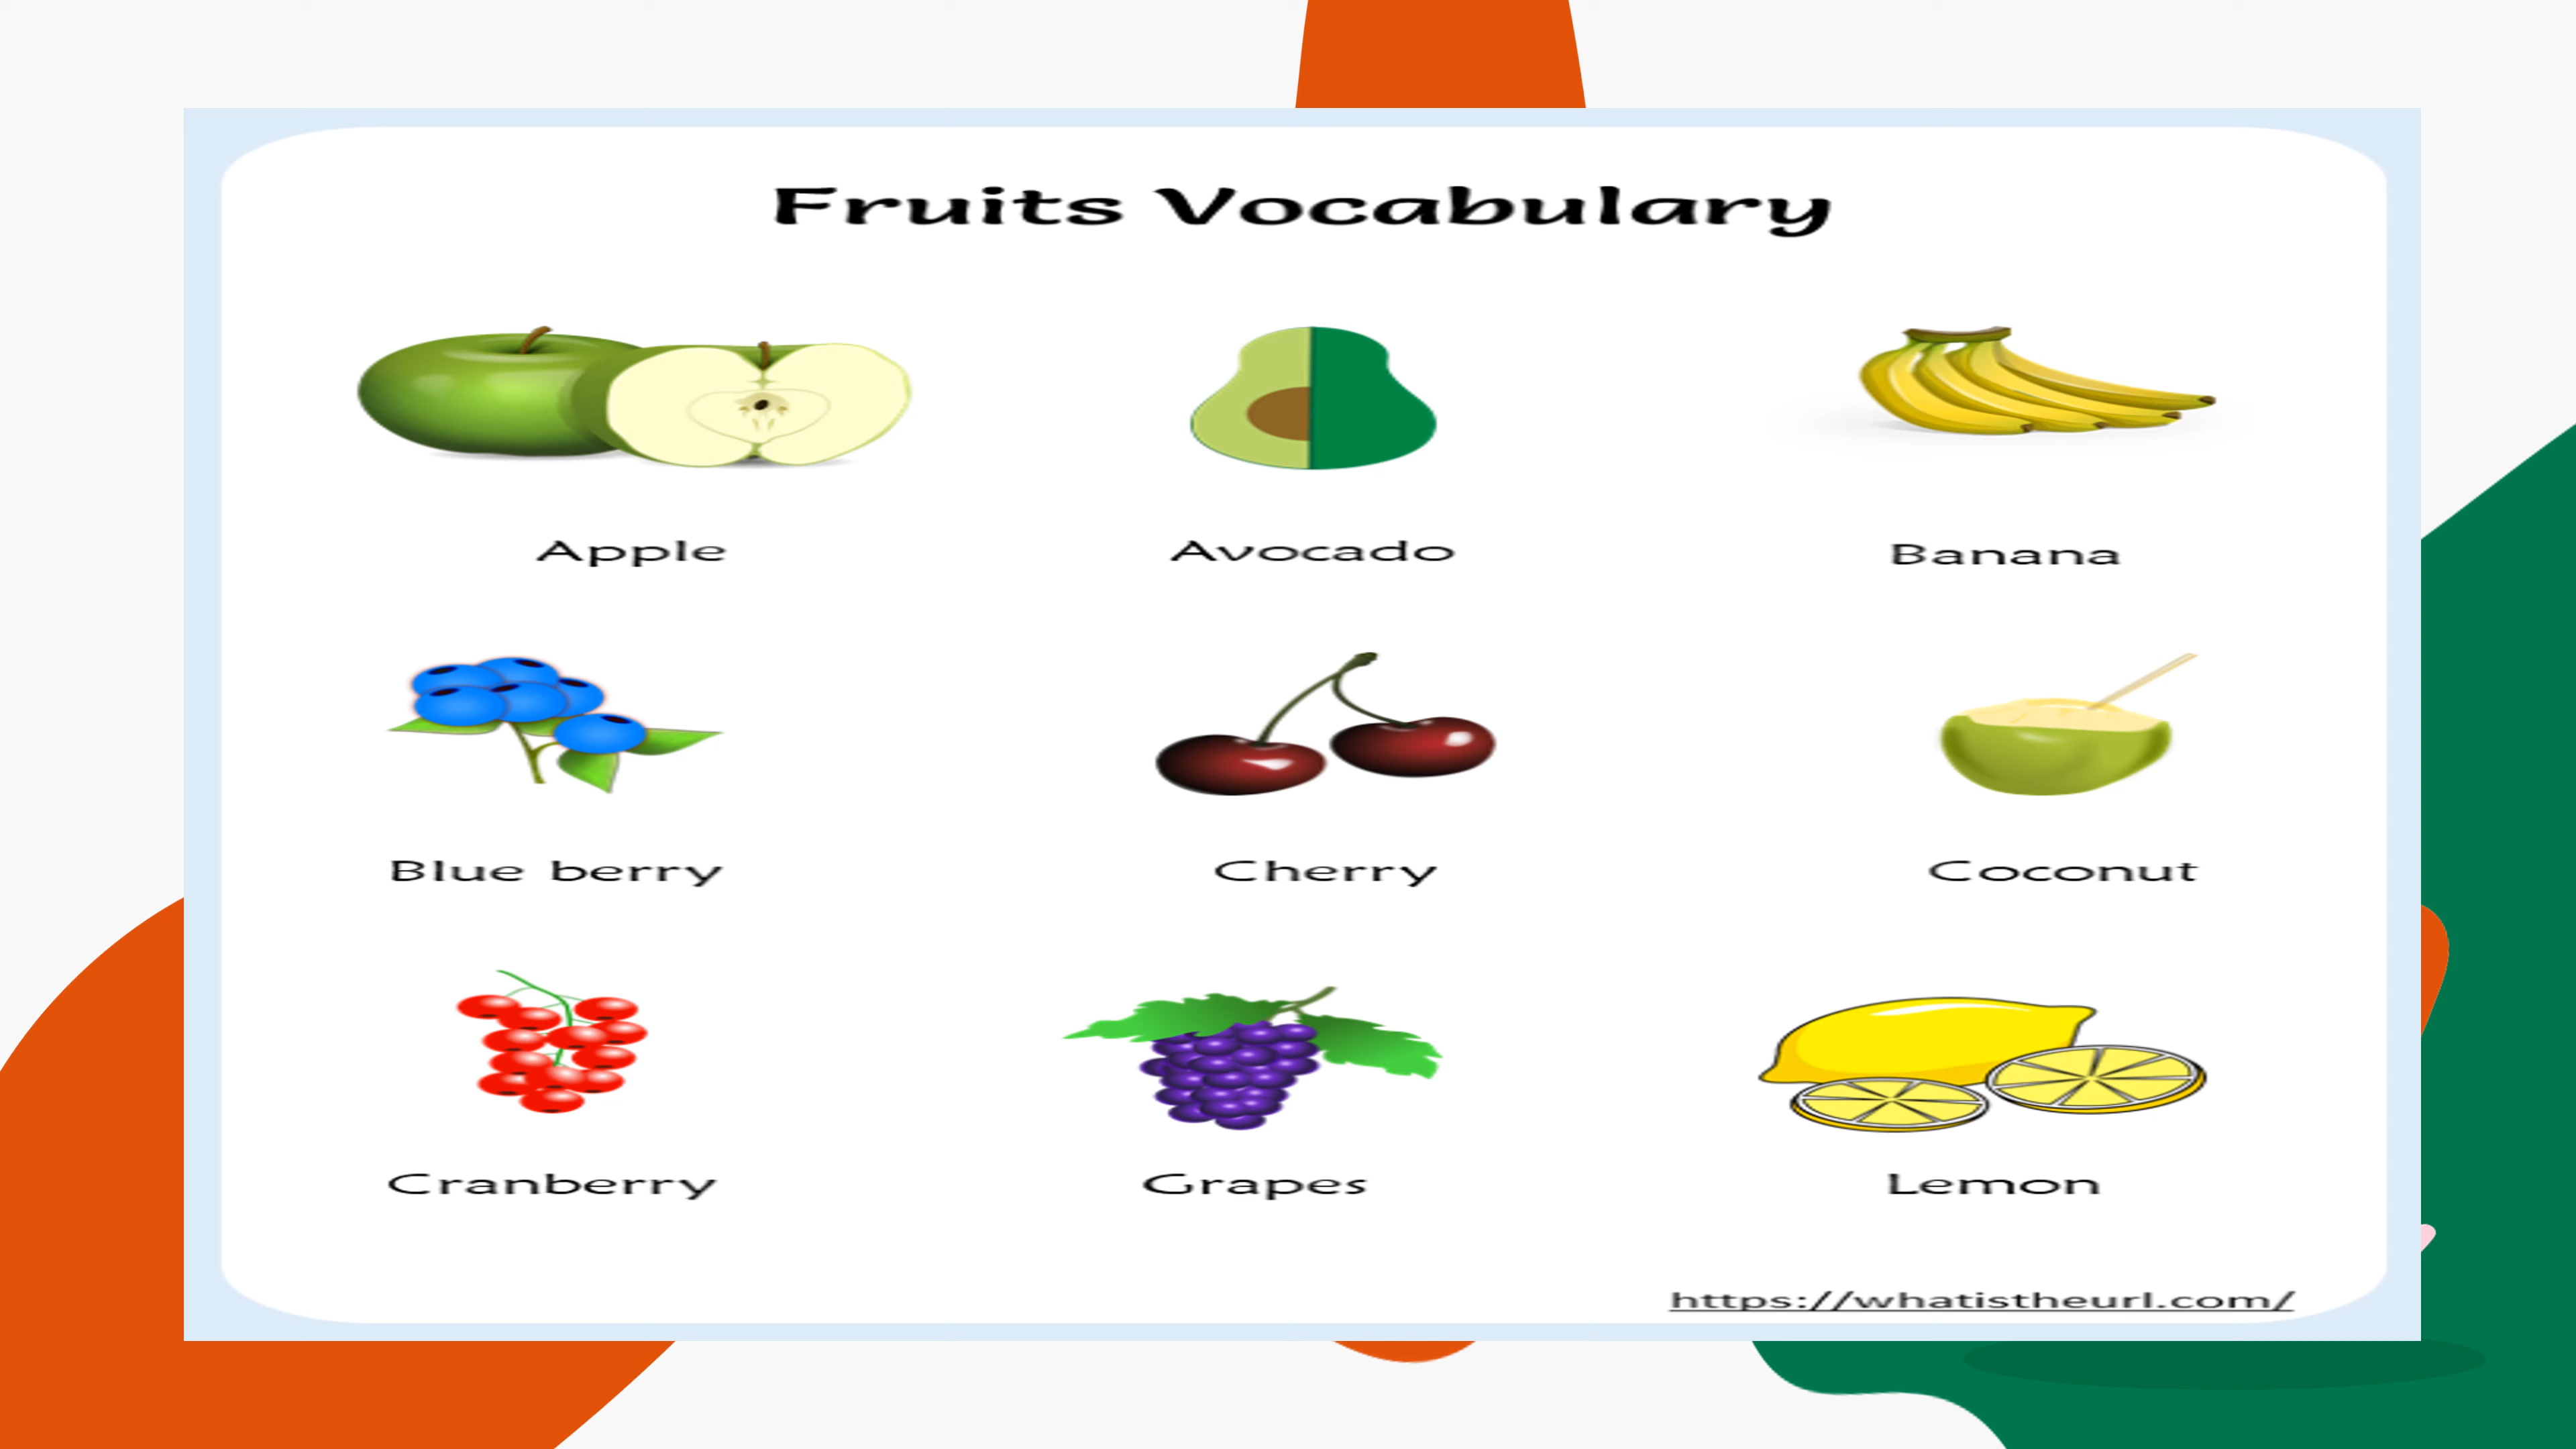 Fruits Vocabulary
Apple
Avocado
Banana
Blue berry
Cherry
Coconut
Cranberry
Grapes
Lemon
https://whatistheurl.com/